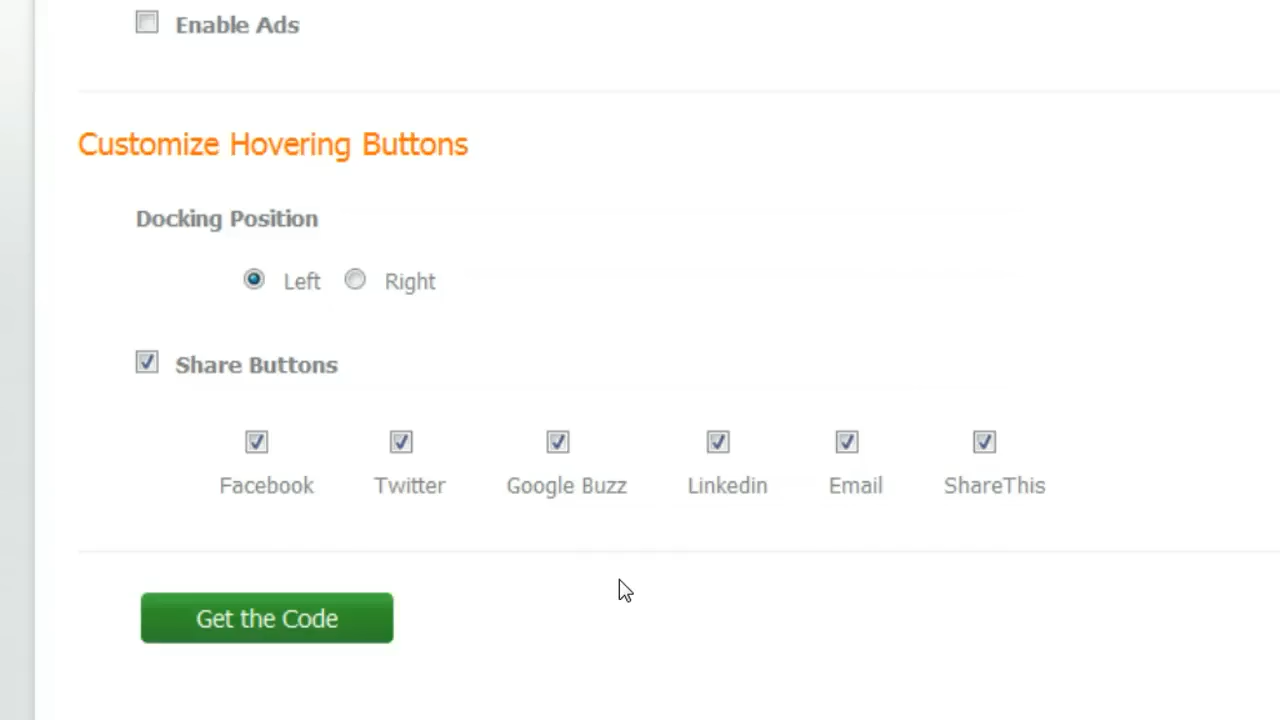 Enable Ads
Customize Hovering Buttons
Docking Position
Left Right
Share Buttons
Facebook Twitter Google Buzz Linkedin Email ShareThis
Get the Code